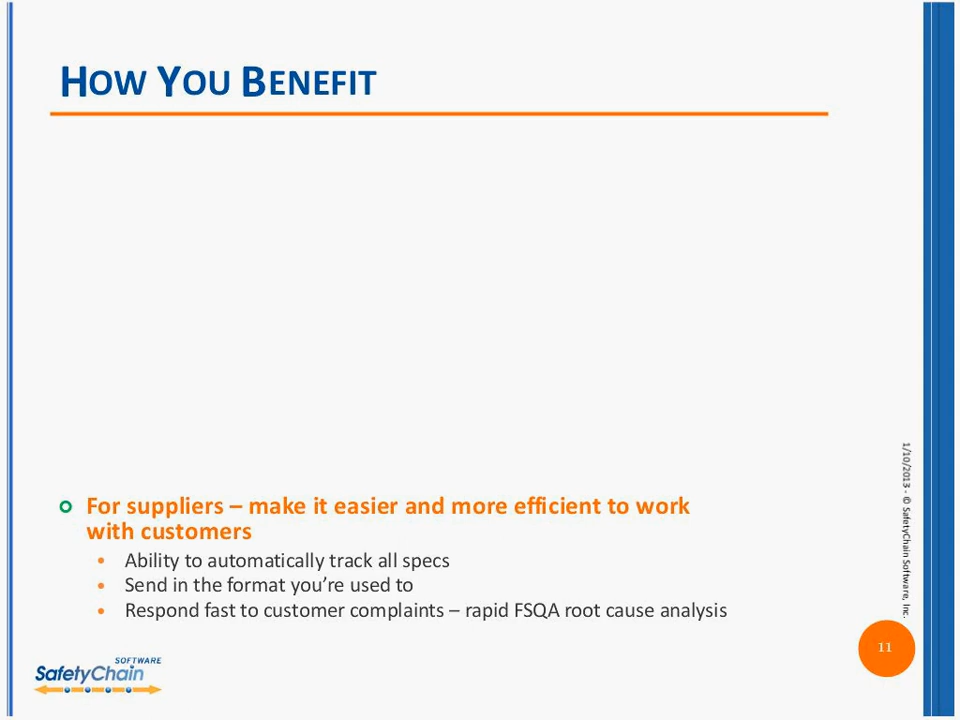 HOW YOU BENEFIT
For suppliers – make it easier and more efficient to work
with customers
Ability to automatically track all specs
Send in the format you're used to
Respond fast to customer complaints – rapid FSQA root cause analysis
1/10/2013 - © SafetyChain Software, Inc.
11
SOFTWARE
SafetyChain